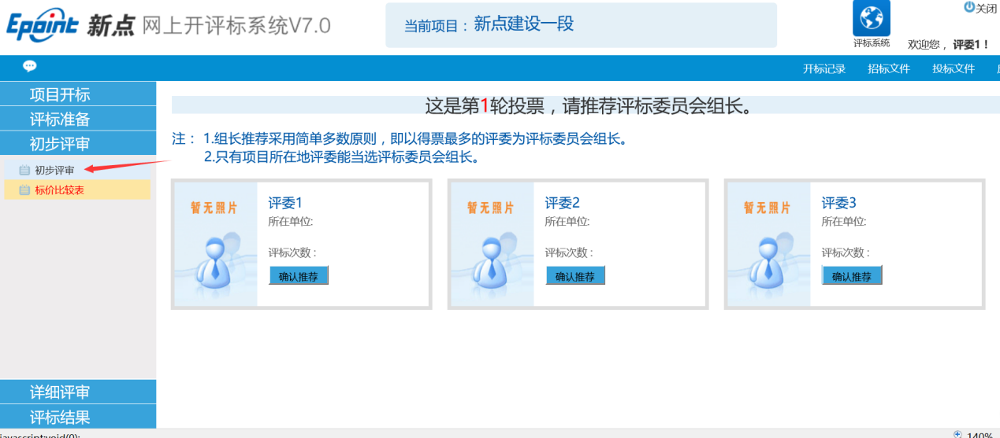 Epoint 新点 网上开评标系统V7.0
当前项目： 新点建设一段
关闭
评标系统
欢迎您， 评委1！
开标记录 招标文件 投标文件
项目开标
评标准备
初步评审
初步评审
标价比较表
详细评审
评标结果
这是第1轮投票，请推荐评标委员会组长。
注： 1.组长推荐采用简单多数原则，即以得票最多的评委为评标委员会组长。
2.只有项目所在地评委能当选评标委员会组长。
暂无照片
评委1
所在单位:
评标次数：
确认推荐
暂无照片
评委2
所在单位:
评标次数：
确认推荐
暂无照片
评委3
所在单位:
评标次数：
确认推荐
javascript:void(0);
140%